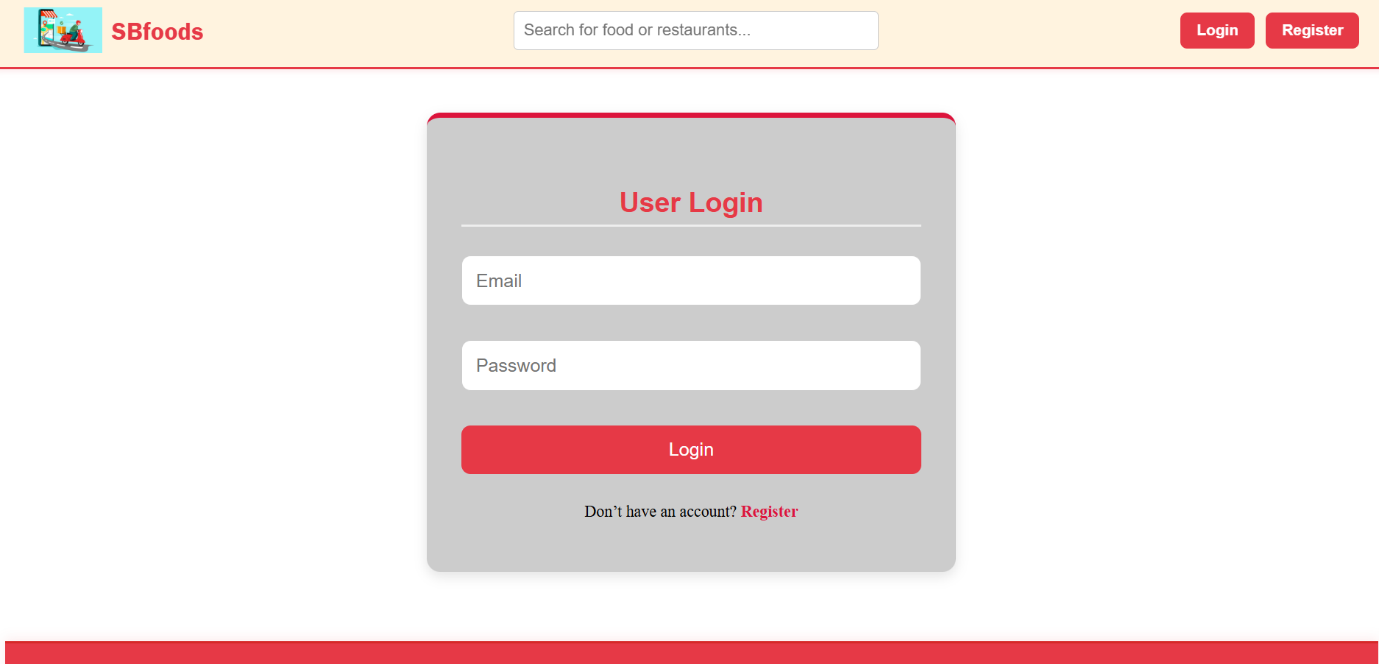 SBfoods
Search for food or restaurants...
Login
Register
User Login
Email
Password
Login
Don’t have an account? Register